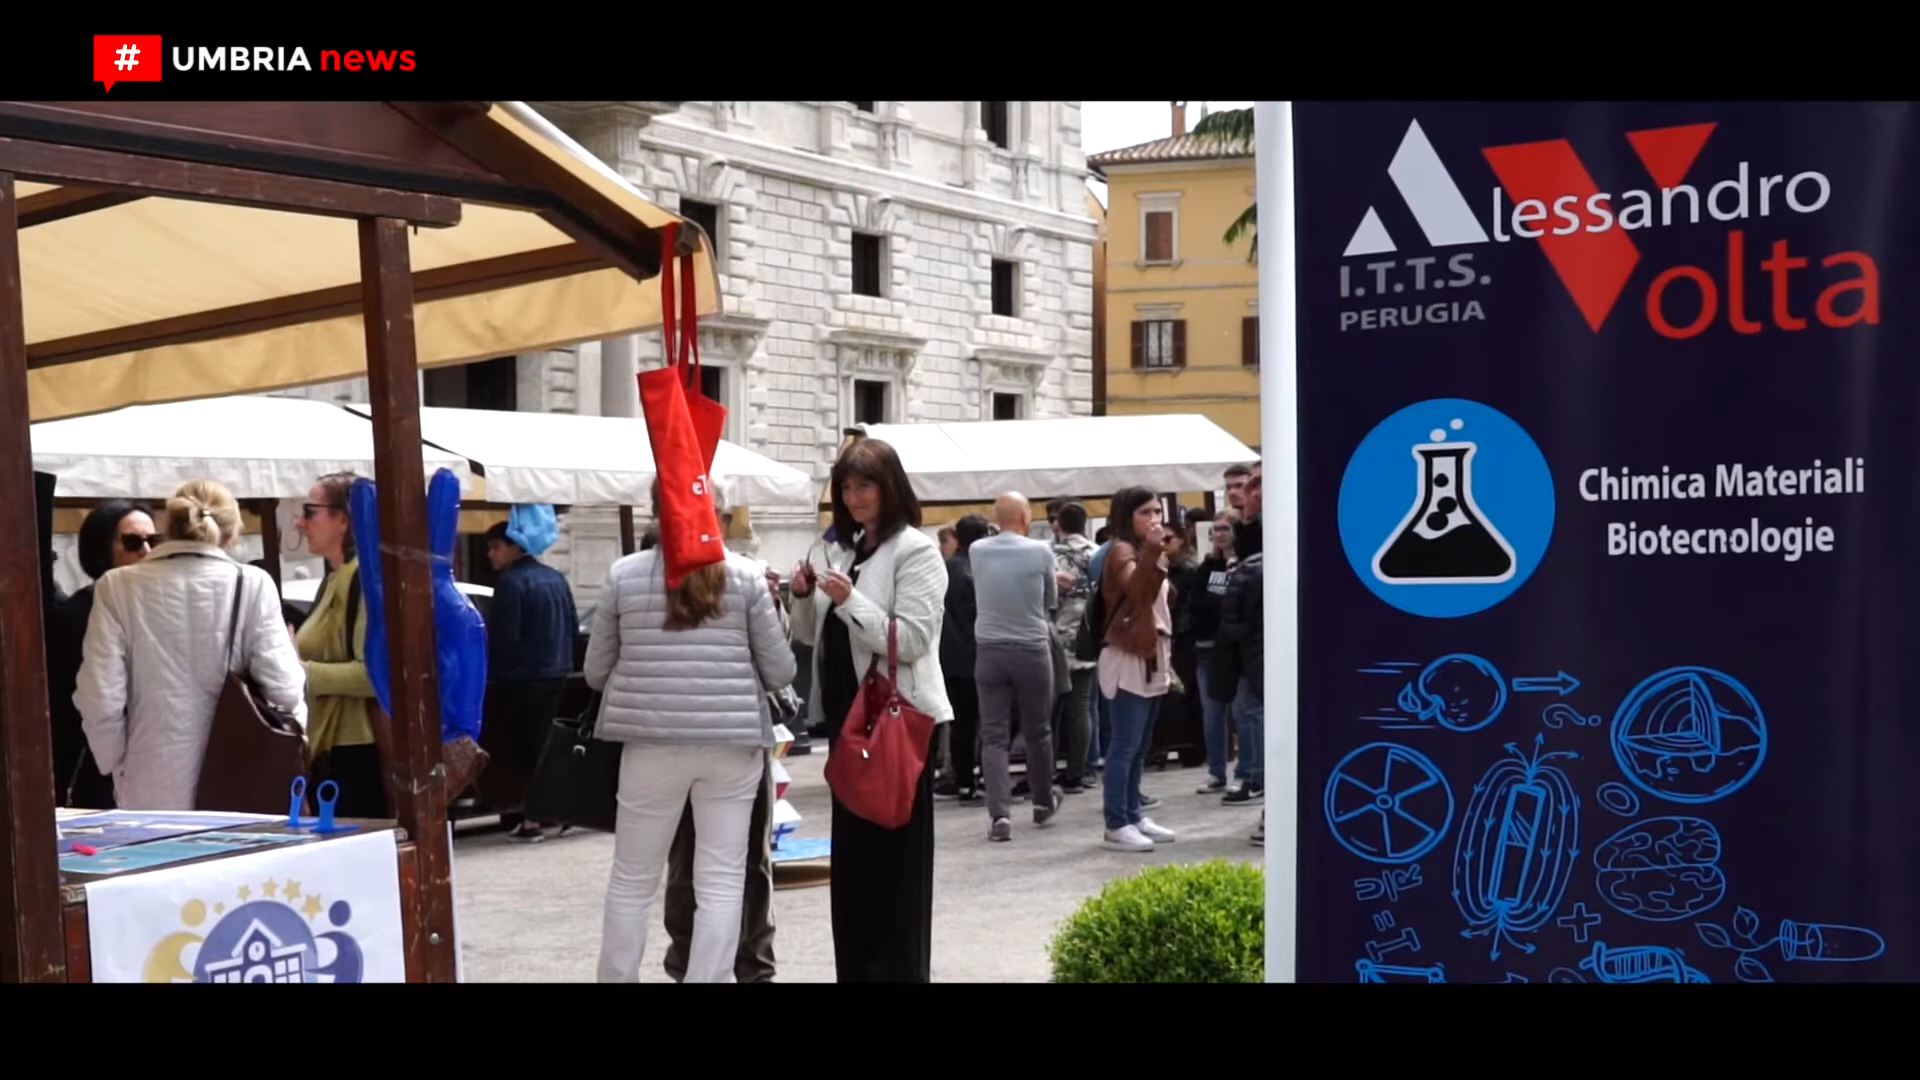 # UMBRIA news
Alessandro
Volta
I.T.T.S.
PERUGIA
Chimica Materiali
Biotecnologie